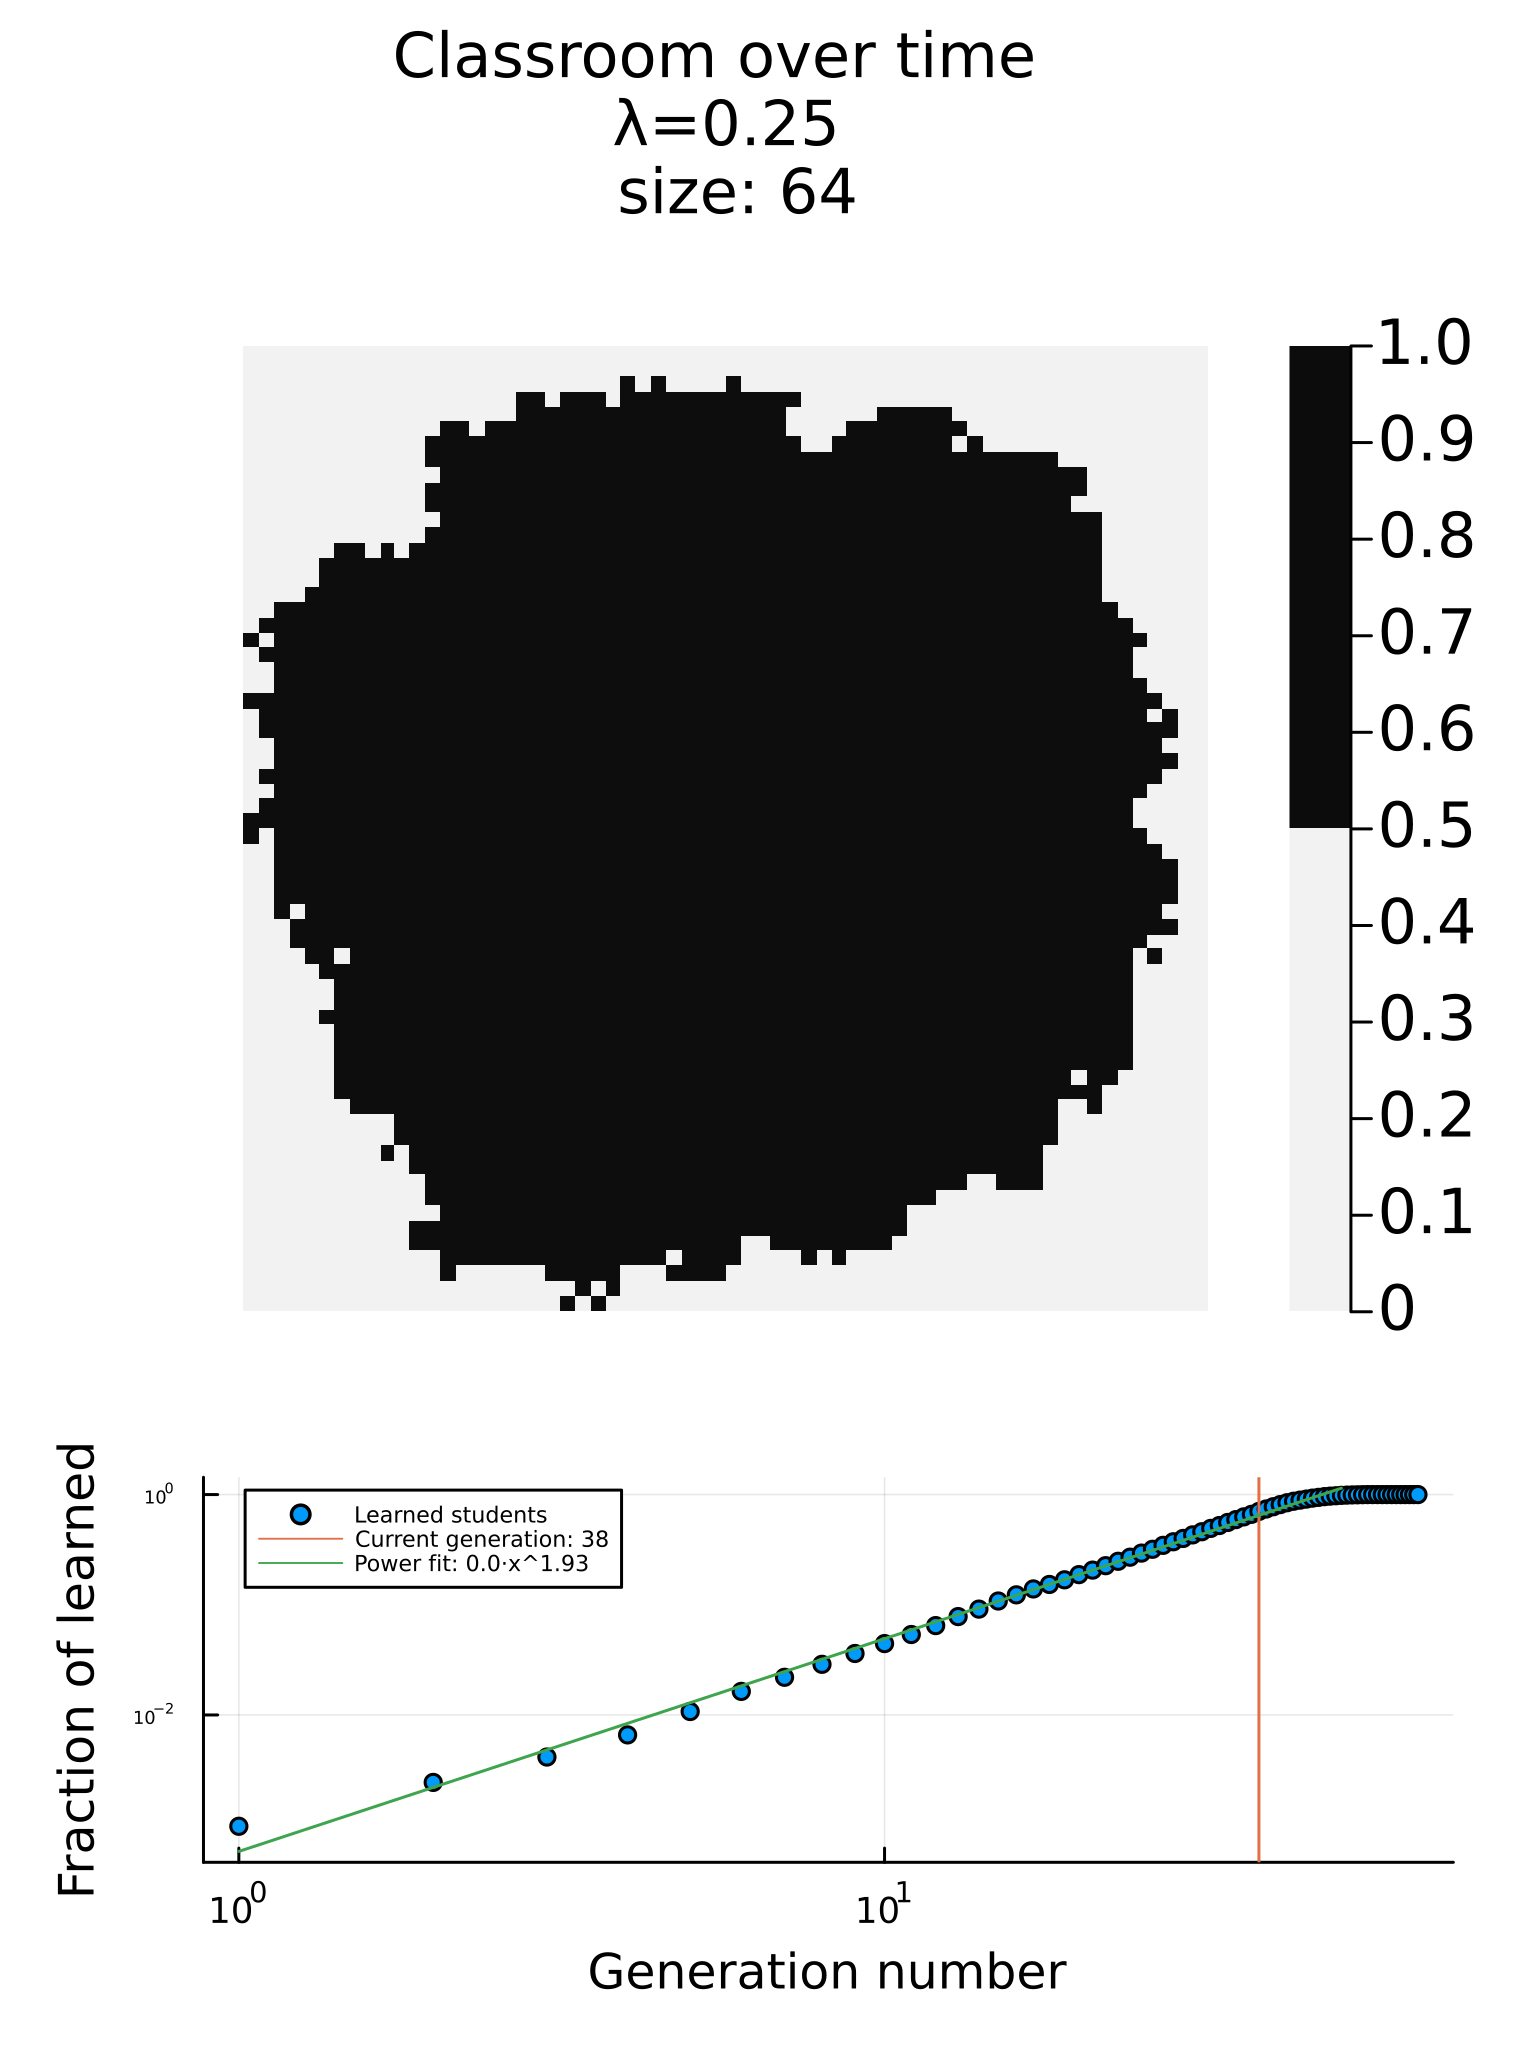 Classroom over time
λ=0.25
size: 64
1.0
0.9
0.8
0.7
0.6
0.5
0.4
0.3
0.2
0.1
0
Fraction of learned
10^0
10^−2
Learned students
Current generation: 38
Power fit: 0.0·x^1.93
10^0
10^1
Generation number